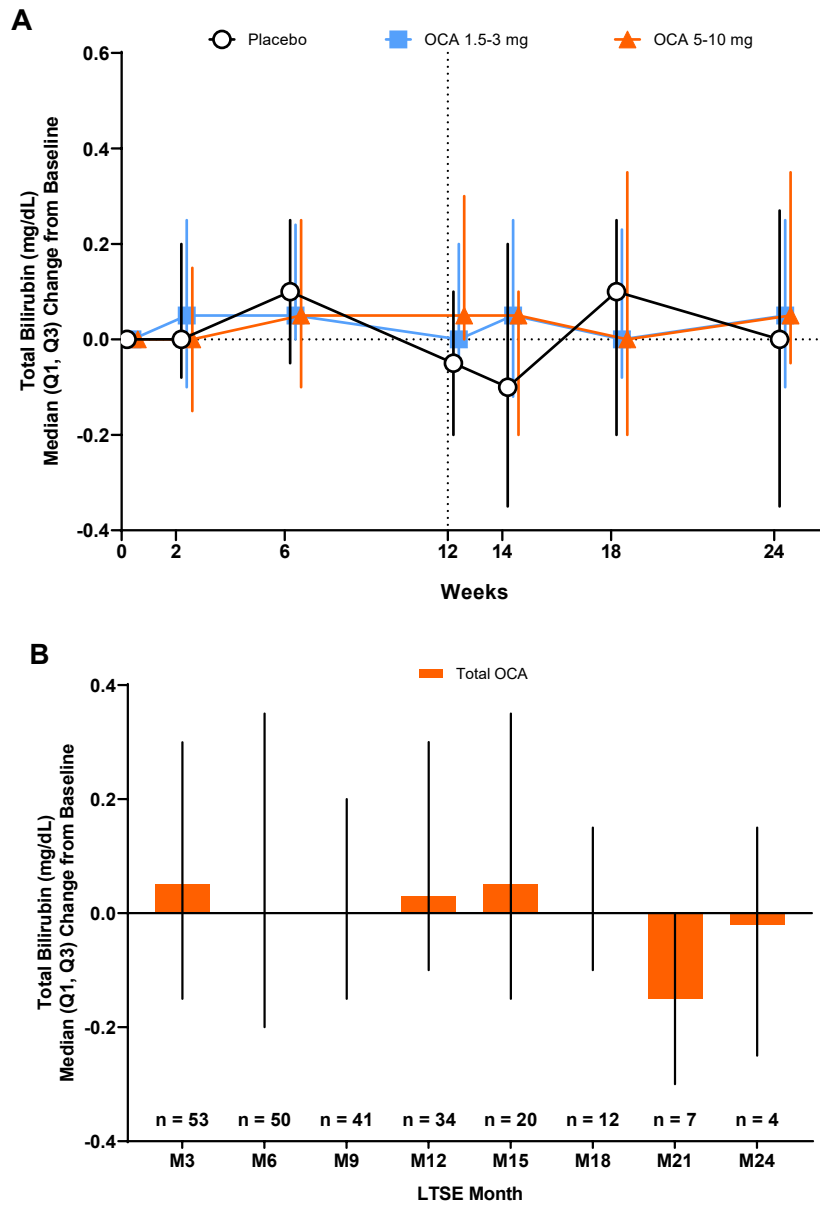 A
Placebo
OCA 1.5-3 mg
OCA 5-10 mg
Total Bilirubin (mg/dL)
Median (Q1, Q3) Change from Baseline
0.6
0.4
0.2
0.0
-0.2
-0.4
0 2 6 12 14 18 24
Weeks
B
Total OCA
Total Bilirubin (mg/dL)
Median (Q1, Q3) Change from Baseline
0.4
0.2
0.0
-0.2
-0.4
n = 53 n = 50 n = 41 n = 34 n = 20 n = 12 n = 7 n = 4
M3 M6 M9 M12 M15 M18 M21 M24
LTSE Month